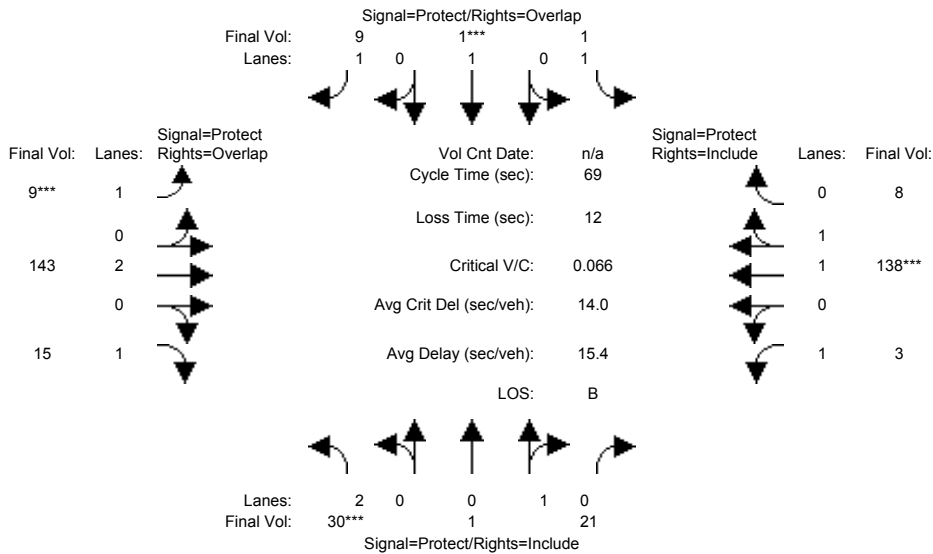 Signal=Protect/Rights=Overlap
Final Vol: 9 1*** 1
Lanes: 1 0 1 0 1
Signal=Protect
Final Vol: Lanes: Rights=Overlap
Vol Cnt Date: n/a
Signal=Protect
Rights=Include Lanes: Final Vol:
Cycle Time (sec): 69
9*** 1
0 8
Loss Time (sec): 12
0
1
143 2
Critical V/C: 0.066
1 138***
0
Avg Crit Del (sec/veh): 14.0
0
15 1
Avg Delay (sec/veh): 15.4
1 3
LOS: B
Lanes: 2 0 0 1 0
Final Vol: 30*** 1 21
Signal=Protect/Rights=Include